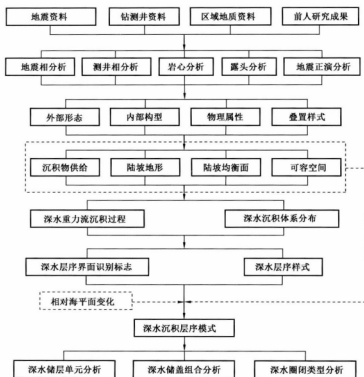 地震资料 钻测井资料 区域地质资料 前人研究成果
地震相分析 测井相分析 岩心分析 露头分析 地震正演分析
外部形态 内部构型 物理属性 叠置样式
沉积物供给 陆坡地形 陆坡均衡面 可容空间
深水重力流沉积过程 深水沉积体系分布
深水层序界面识别标志 深水层序样式
相对海平面变化
深水沉积层序模式
深水储层单元分析 深水储盖组合分析 深水圈闭类型分析